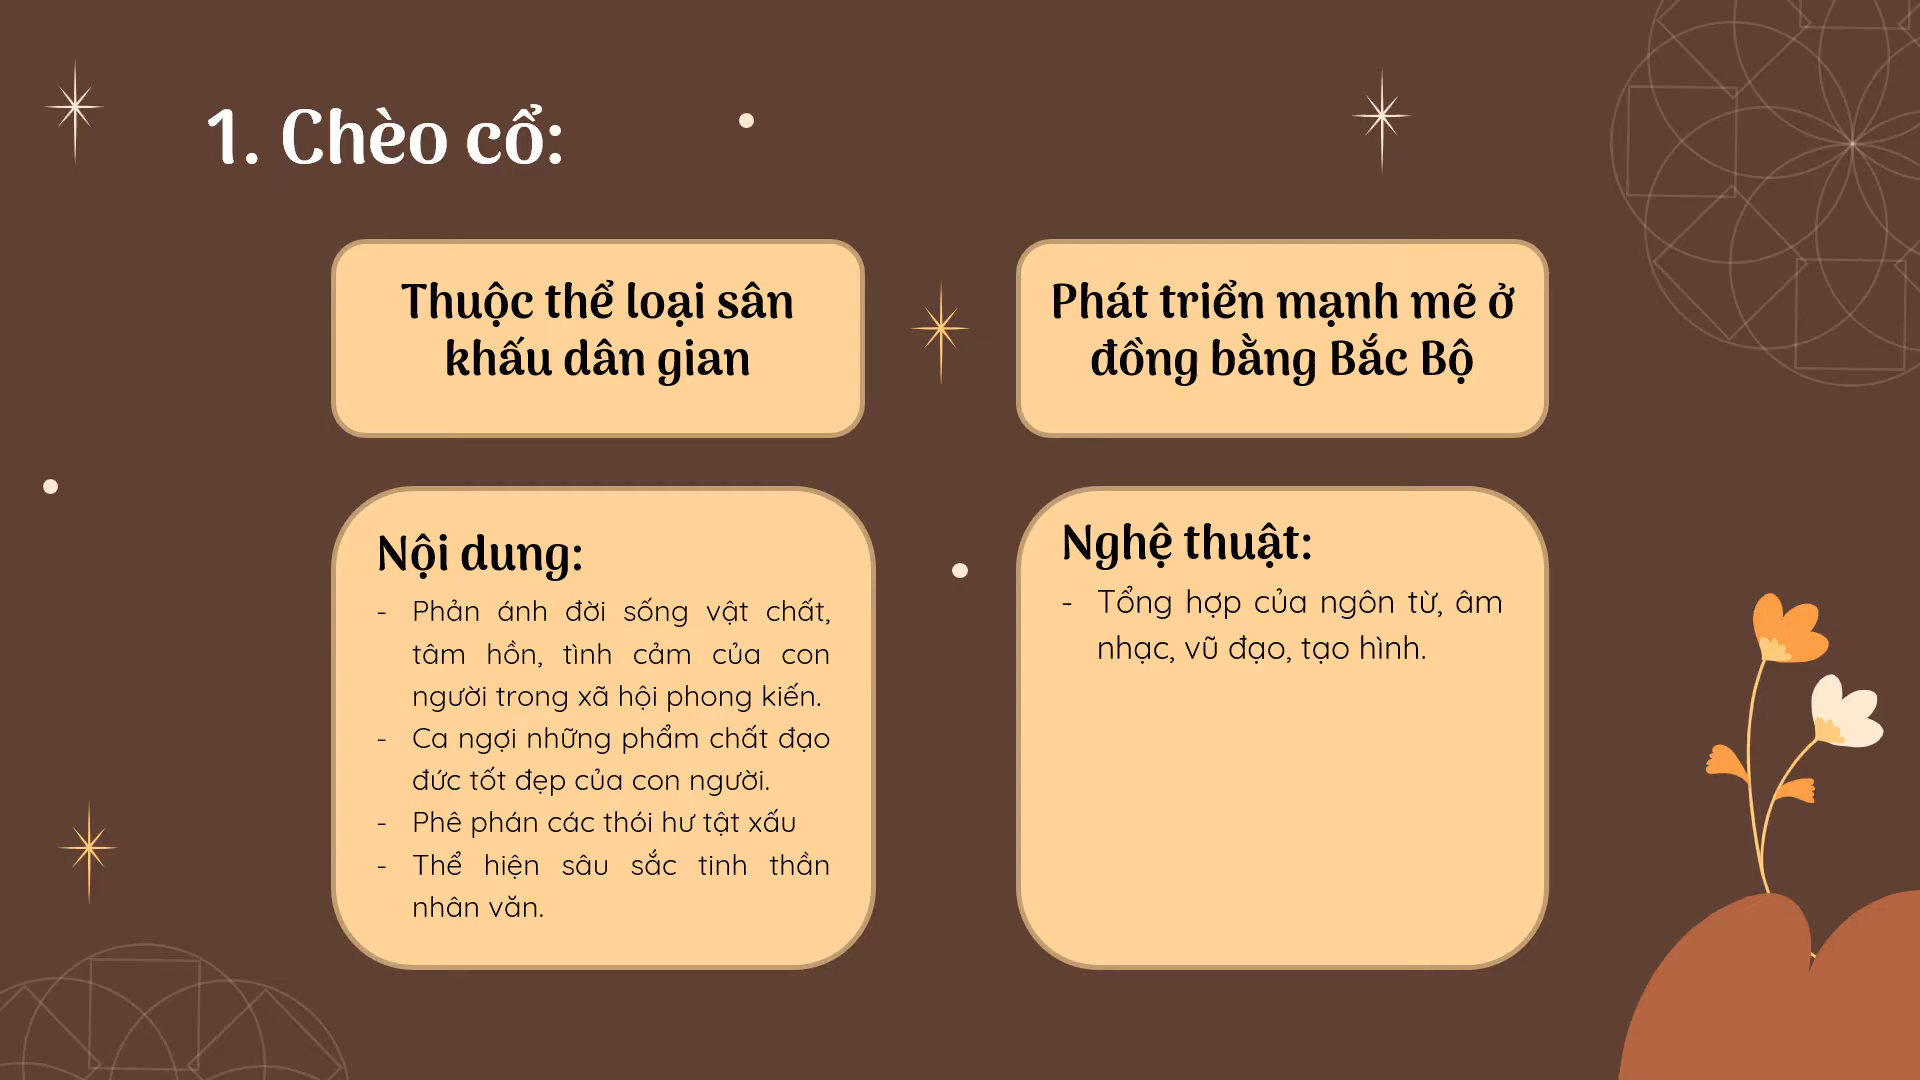 1. Chèo cổ:
Thuộc thể loại sân
khấu dân gian
Phát triển mạnh mẽ ở
đồng bằng Bắc Bộ
Nội dung:
- Phản ánh đời sống vật chất,
tâm hồn, tình cảm của con
người trong xã hội phong kiến.
- Ca ngợi những phẩm chất đạo
đức tốt đẹp của con người.
- Phê phán các thói hư tật xấu
- Thể hiện sâu sắc tinh thần
nhân văn.
Nghệ thuật:
- Tổng hợp của ngôn từ, âm
nhạc, vũ đạo, tạo hình.